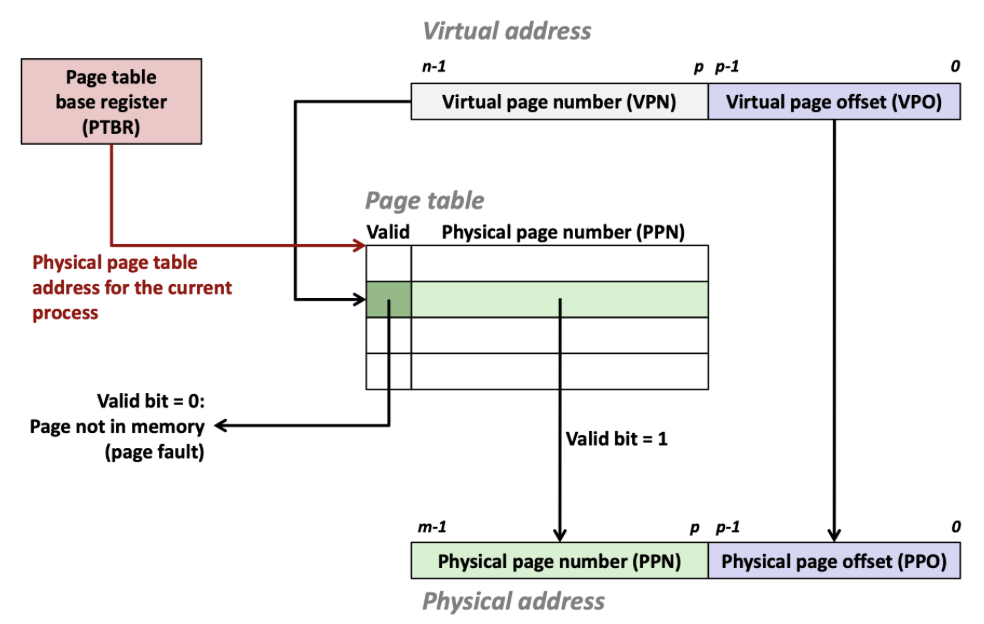 Virtual address
n-1 p p-1 0
Page table
base register
(PTBR)
Virtual page number (VPN) Virtual page offset (VPO)
Page table
Valid Physical page number (PPN)
Physical page table
address for the current
process
Valid bit = 0:
Page not in memory
(page fault)
Valid bit = 1
m-1 p p-1 0
Physical page number (PPN) Physical page offset (PPO)
Physical address